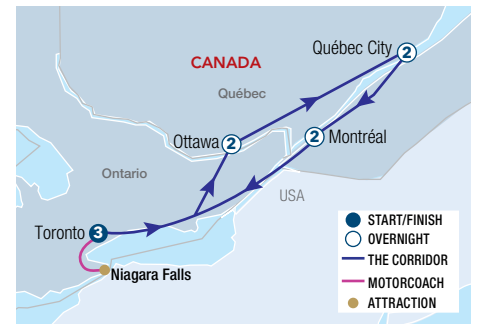 Québec City
2
CANADA
Québec
Ottawa
2
2
Montréal
Ontario
USA
Toronto
3
Niagara Falls
START/FINISH
OVERNIGHT
THE CORRIDOR
MOTORCOACH
ATTRACTION